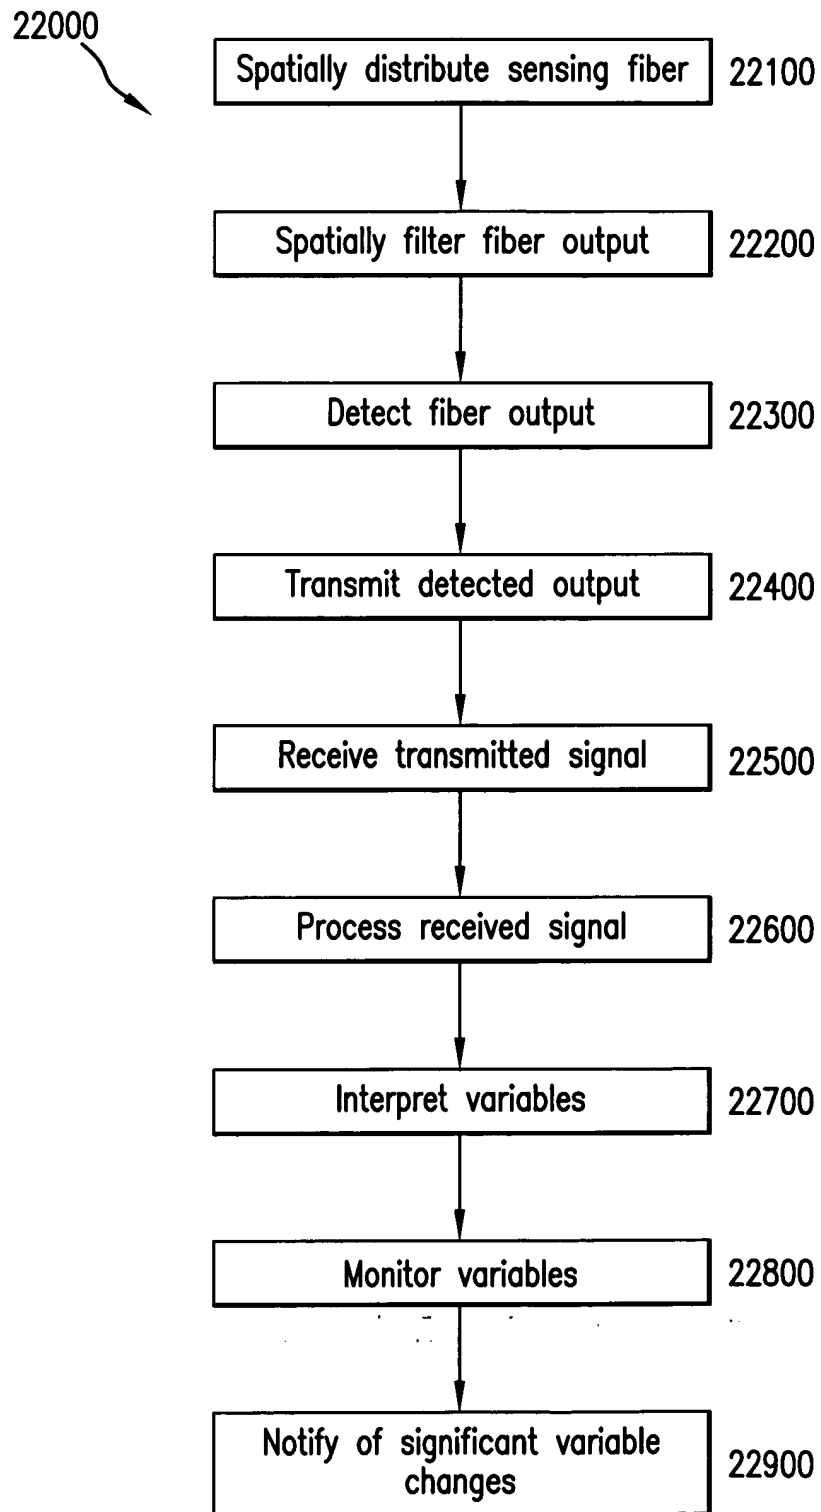 22000
Spatially distribute sensing fiber 22100
Spatially filter fiber output 22200
Detect fiber output 22300
Transmit detected output 22400
Receive transmitted signal 22500
Process received signal 22600
Interpret variables 22700
Monitor variables 22800
Notify of significant variable
changes 22900